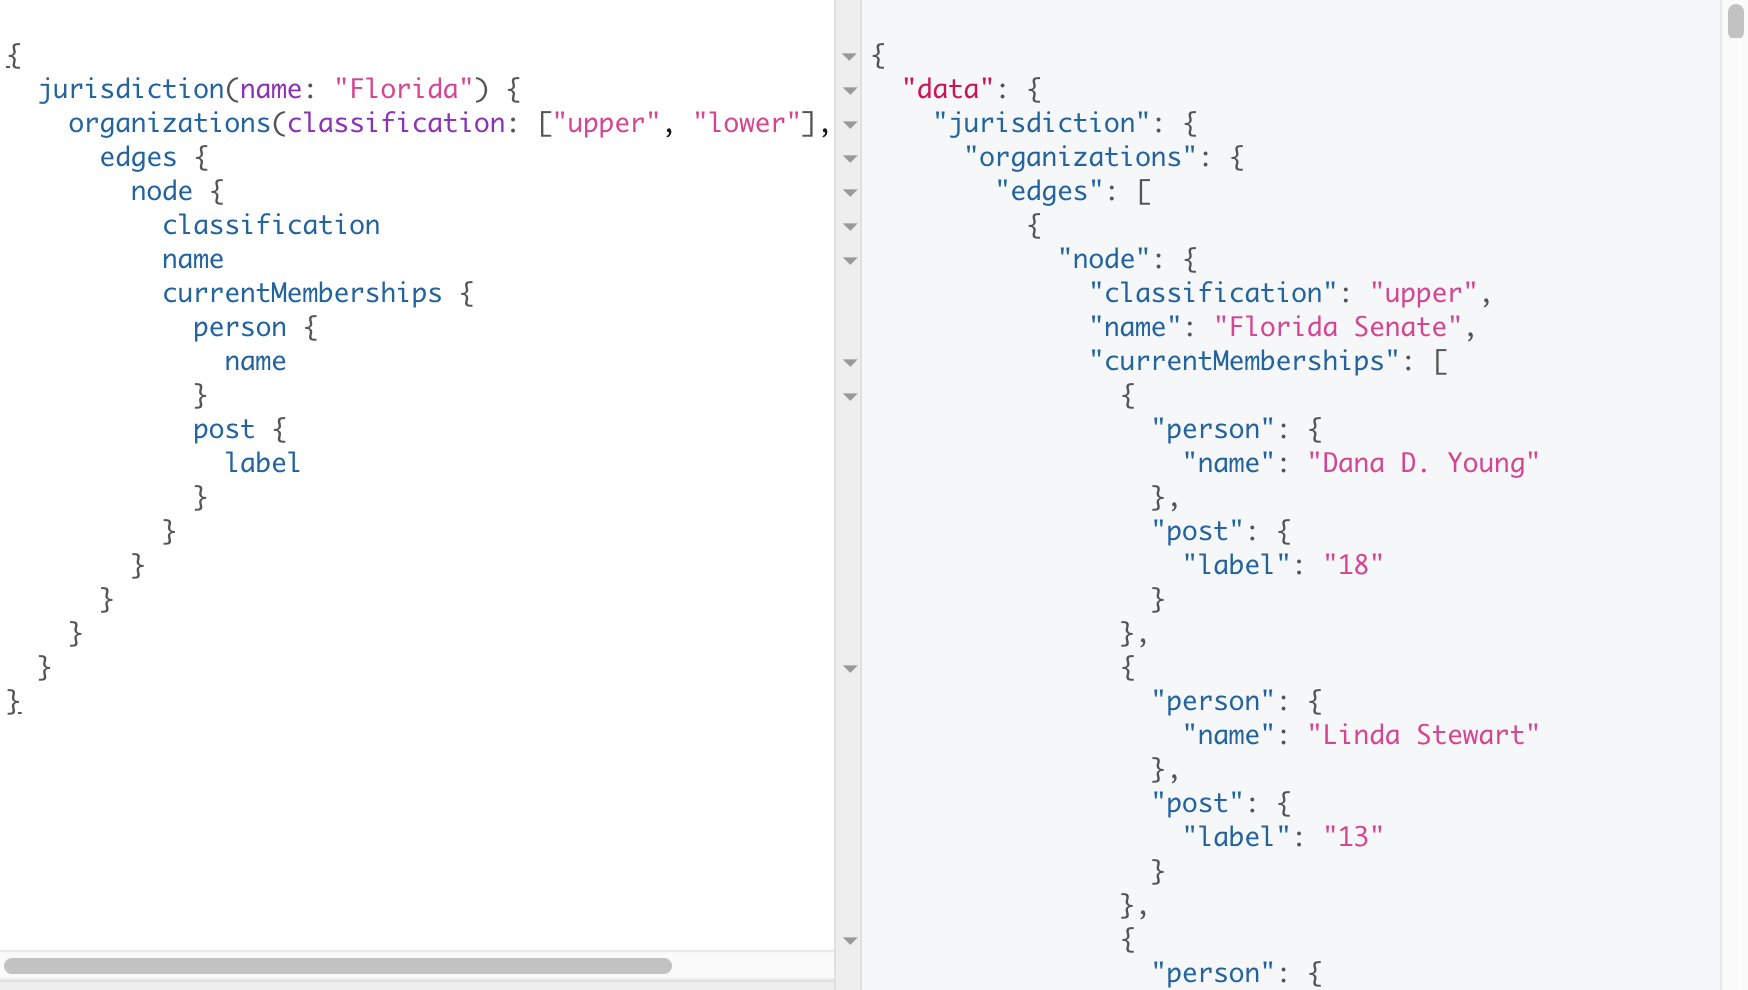 {
  jurisdiction(name: "Florida") {
    organizations(classification: ["upper", "lower"],
      edges {
        node {
          classification
          name
          currentMemberships {
            person {
              name
            }
            post {
              label
            }
          }
        }
      }
    }
  }
}
{
  "data": {
    "jurisdiction": {
      "organizations": {
        "edges": [
          {
            "node": {
              "classification": "upper",
              "name": "Florida Senate",
              "currentMemberships": [
                {
                  "person": {
                    "name": "Dana D. Young"
                  },
                  "post": {
                    "label": "18"
                  }
                },
                {
                  "person": {
                    "name": "Linda Stewart"
                  },
                  "post": {
                    "label": "13"
                  }
                },
                {
                  "person": {